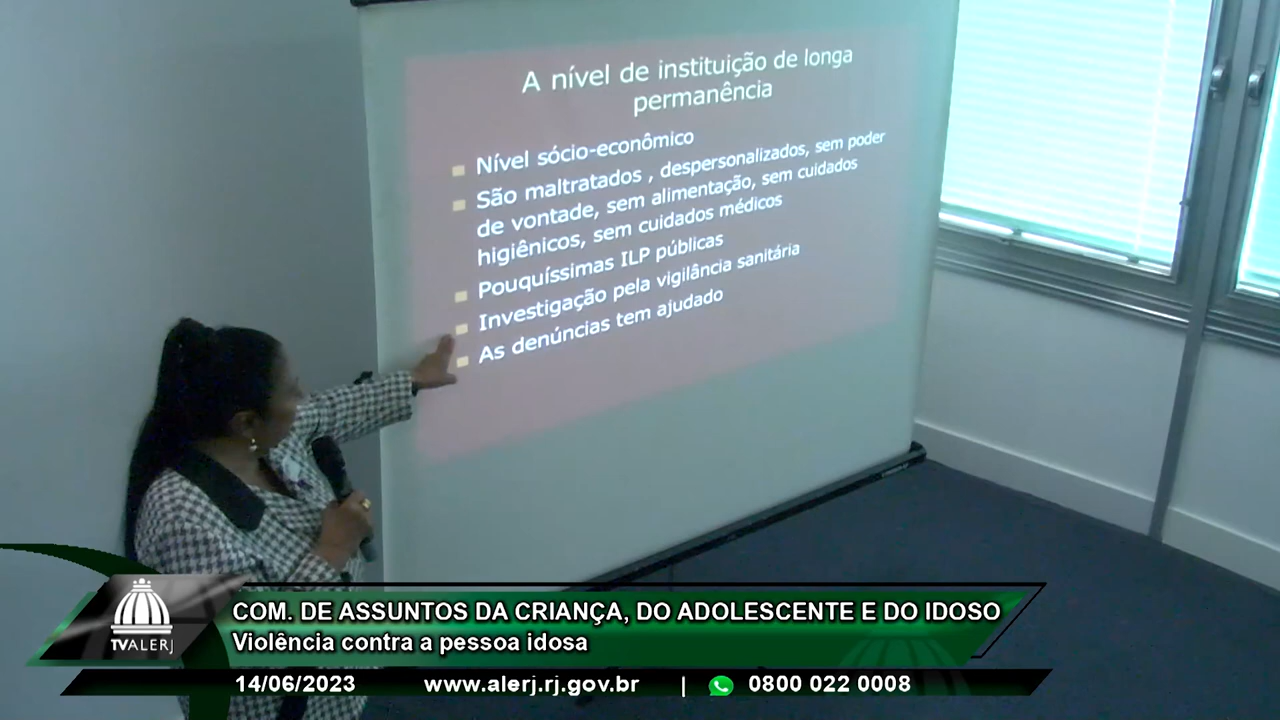 A nível de instituição de longa
permanência
Nível sócio-econômico
São maltratados , despersonalizados, sem poder
de vontade, sem alimentação, sem cuidados
higiênicos, sem cuidados médicos
Pouquíssimas ILP públicas
Investigação pela vigilância sanitária
As denúncias tem ajudado
COM. DE ASSUNTOS DA CRIANÇA, DO ADOLESCENTE E DO IDOSO
TVALERJ
Violência contra a pessoa idosa
14/06/2023 www.alerj.rj.gov.br | 0800 022 0008